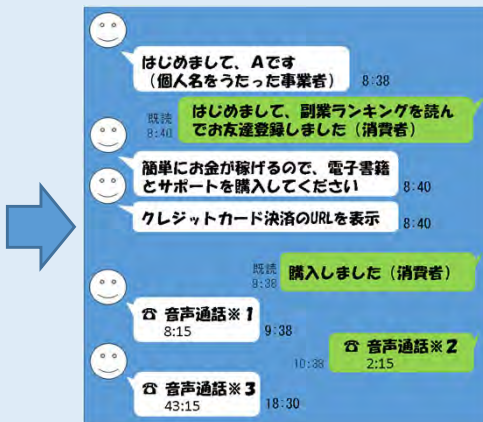 はじめまして、Aです
（個人名をうたった事業者）
8:38
はじめまして、副業ランキングを読ん
でお友達登録しました（消費者）
既読
8:40
簡単にお金が稼げるので、電子書籍
とサポートを購入してください
8:40
クレジットカード決済のURLを表示
8:40
購入しました（消費者）
既読
9:38
☎ 音声通話※1
8:15
9:38
☎ 音声通話※2
2:15
10:38
☎ 音声通話※3
43:15
18:30